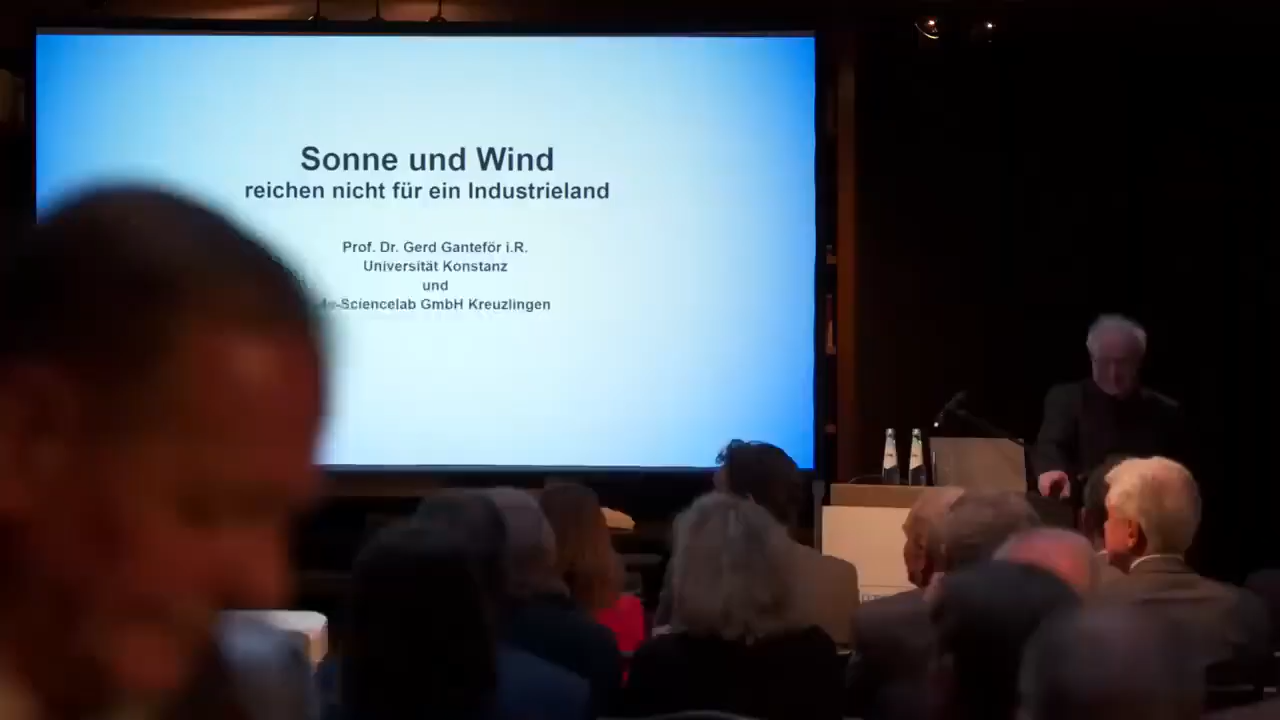 Sonne und Wind
reichen nicht für ein Industrieland
Prof. Dr. Gerd Ganteför i.R.
Universität Konstanz
und
-Sciencelab GmbH Kreuzlingen